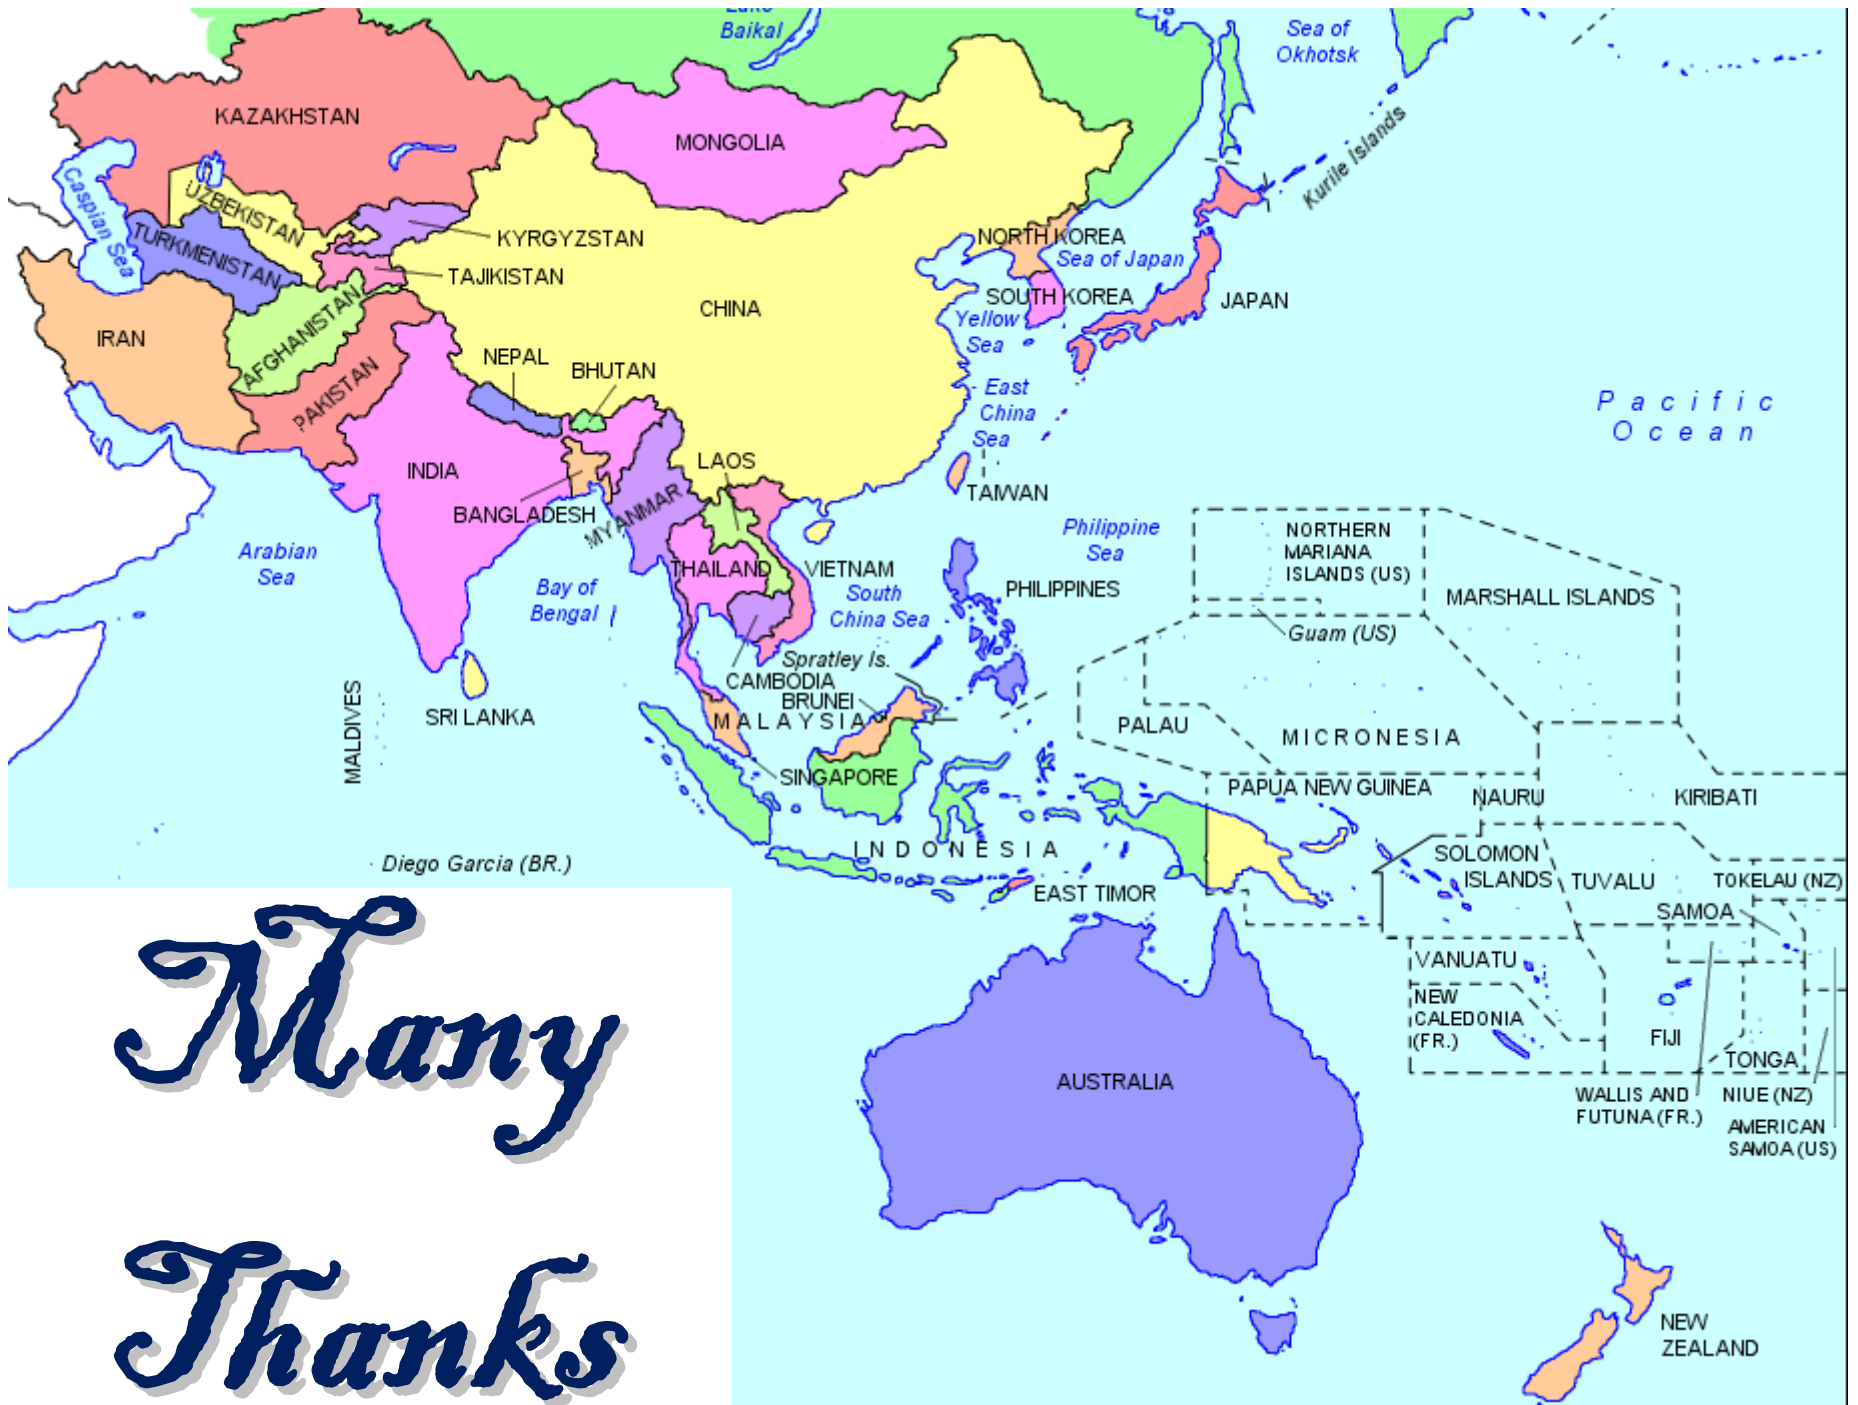 Lake
Baikal
Sea of
Okhotsk
KAZAKHSTAN
MONGOLIA
Kurile Islands
Caspian Sea
UZBEKISTAN
TURKMENISTAN
KYRGYZSTAN
TAJIKISTAN
NORTH KOREA
Sea of Japan
SOUTH KOREA
JAPAN
CHINA
Yellow
Sea
IRAN
AFGHANISTAN
PAKISTAN
NEPAL
BHUTAN
East
China
Sea
Pacific
Ocean
INDIA
LAOS
BANGLADESH
MYANMAR
TAIWAN
Arabian
Sea
Bay of
Bengal
THAILAND
VIETNAM
South
China Sea
Philippine
Sea
PHILIPPINES
NORTHERN
MARIANA
ISLANDS (US)
MARSHALL ISLANDS
Guam (US)
Spratley Is.
CAMBODIA
BRUNEI
MALAYSIA
MALDIVES
SRI LANKA
SINGAPORE
PALAU
MICRONESIA
PAPUA NEW GUINEA
NAURU
KIRIBATI
INDONESIA
Diego Garcia (BR.)
EAST TIMOR
SOLOMON
ISLANDS
TUVALU
TOKELAU (NZ)
SAMOA
VANUATU
NEW
CALEDONIA
(FR.)
FIJI
TONGA
WALLIS AND
FUTUNA (FR.)
NIUE (NZ)
AMERICAN
SAMOA (US)
AUSTRALIA
NEW
ZEALAND
Many
Thanks